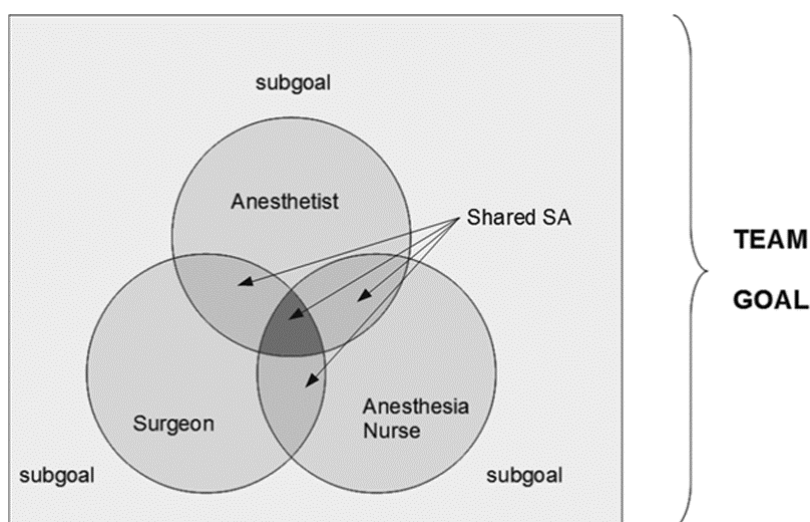 subgoal
Anesthetist
Shared SA
TEAM
GOAL
Surgeon
Anesthesia
Nurse
subgoal
subgoal